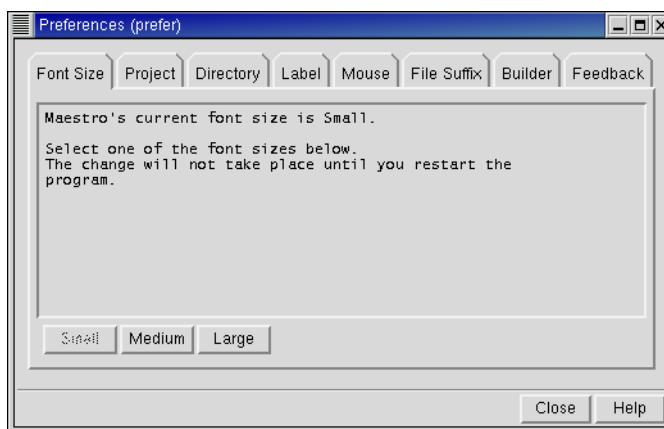 Preferences (prefer)
Font Size Project Directory Label Mouse File Suffix Builder Feedback
Maestro's current font size is Small.
Select one of the font sizes below.
The change will not take place until you restart the
program.
Small Medium Large
Close Help